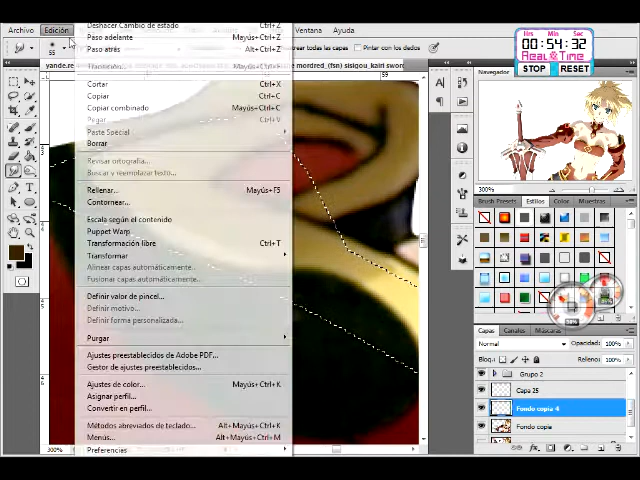 Archivo Edición Ventana Ayuda
Hrs Min Sec
00:54:32
Real Time
STOP RESET
55 Pintar con los dedos
Deshacer Cambio de estado Ctrl+Z
Paso adelante Mayús+Ctrl+Z
Paso atrás Alt+Ctrl+Z
Transición... Mayús+Ctrl+F
Cortar Ctrl+X
Copiar Ctrl+C
Copiar combinado Mayús+Ctrl+C
Pegar Ctrl+V
Paste Special
Borrar
Revisar ortografía...
Buscar y reemplazar texto...
Rellenar... Mayús+F5
Contornear...
Escala según el contenido
Puppet Warp
Transformación libre Ctrl+T
Transformar
Alinear capas automáticamente...
Fusionar capas automáticamente...
Definir valor de pincel...
Definir motivo...
Definir forma personalizada...
Purgar
Ajustes preestablecidos de Adobe PDF...
Gestor de ajustes preestablecidos...
Ajustes de color... Mayús+Ctrl+K
Asignar perfil...
Convertir en perfil...
Métodos abreviados de teclado... Alt+Mayús+Ctrl+K
Menús... Alt+Mayús+Ctrl+M
Preferencias
300%
Navegador
300%
Brush Presets Estilos Color Muestras
Capas Canales Máscaras
Normal Opacidad: 100%
Relleno: 100%
Grupo 2
Capa 25
Fondo copia 4
Fondo copia